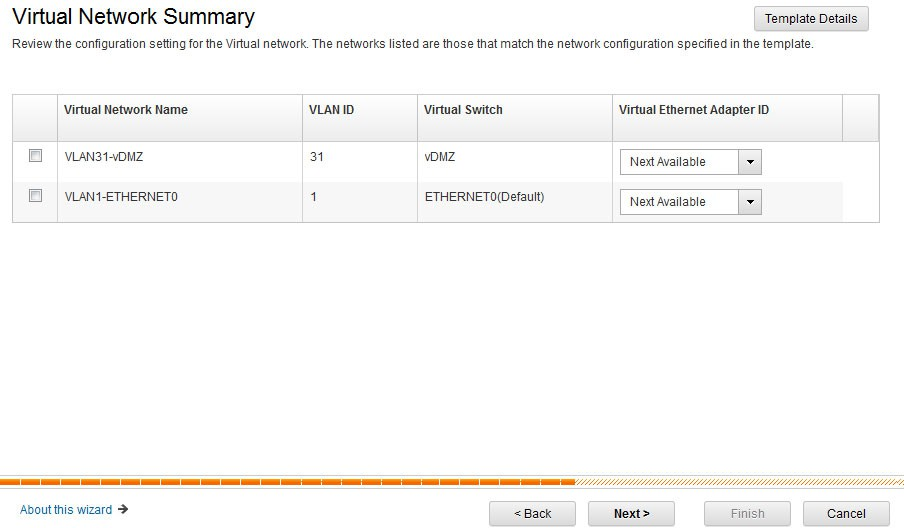 Virtual Network Summary
Template Details
Review the configuration setting for the Virtual network. The networks listed are those that match the network configuration specified in the template.
Virtual Network Name VLAN ID Virtual Switch Virtual Ethernet Adapter ID
VLAN31-vDMZ 31 vDMZ Next Available
VLAN1-ETHERNET0 1 ETHERNET0(Default) Next Available
About this wizard
< Back Next > Finish Cancel